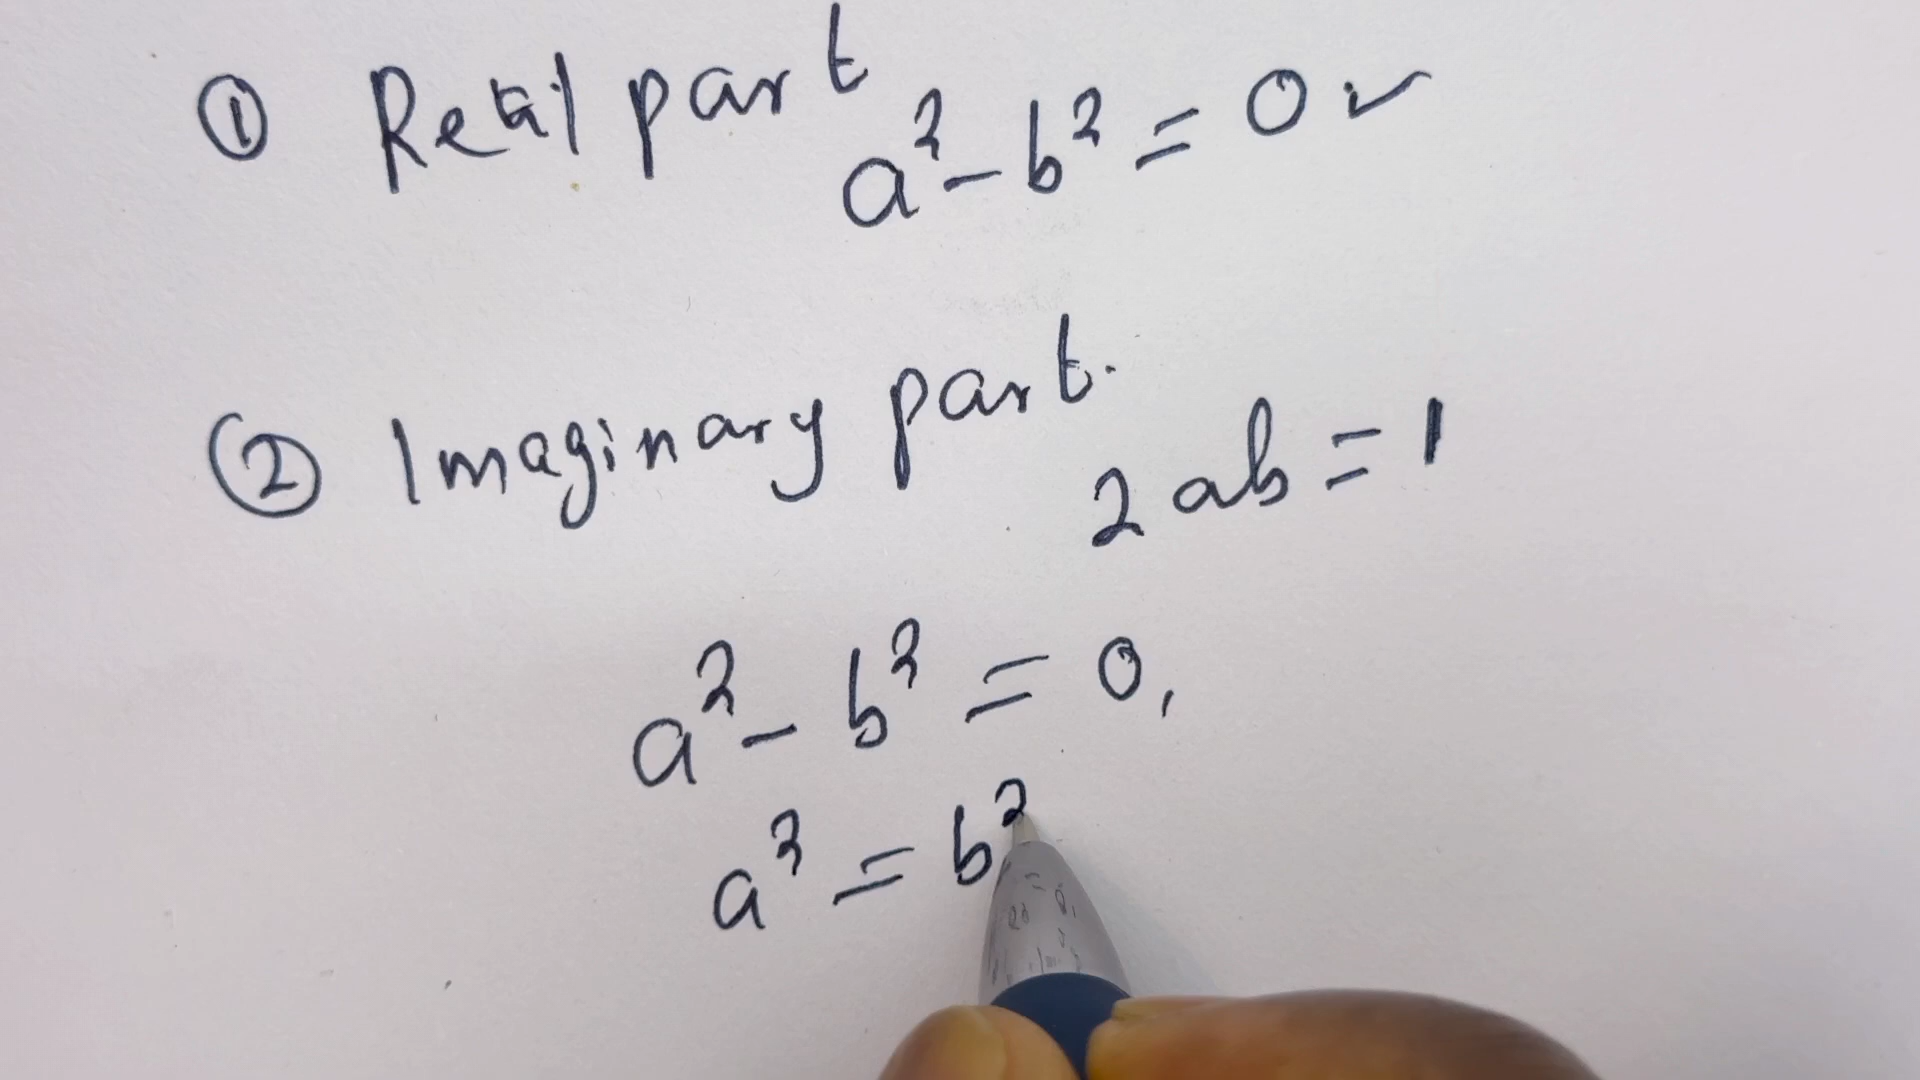 ① Real part
a² - b² = 0 ✓
② Imaginary part.
2ab = 1
a² - b² = 0,
a² = b²